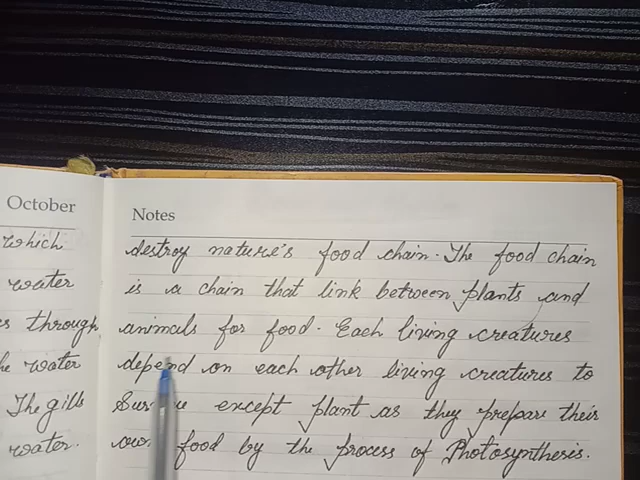 October
which
water
through
water
The gills
water.
Notes
destroy nature's food chain. The food chain
is a chain that link between plants and
animals for food. Each living creatures
depend on each other living creatures to
except plant as they prepare their
food by the process of Photosynthesis.